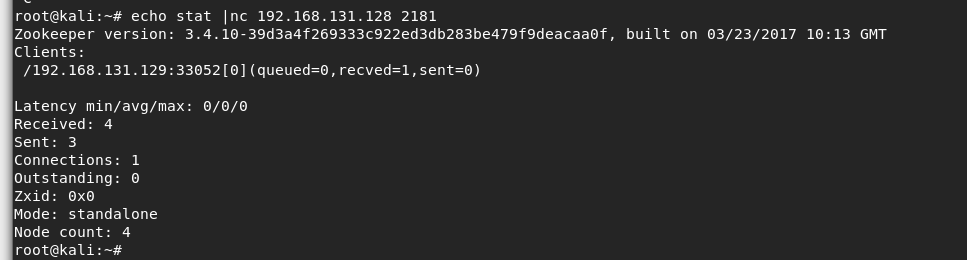 root@kali:~# echo stat |nc 192.168.131.128 2181
Zookeeper version: 3.4.10-39d3a4f269333c922ed3db283be479f9deacaa0f, built on 03/23/2017 10:13 GMT
Clients:
 /192.168.131.129:33052[0](queued=0,recved=1,sent=0)

Latency min/avg/max: 0/0/0
Received: 4
Sent: 3
Connections: 1
Outstanding: 0
Zxid: 0x0
Mode: standalone
Node count: 4
root@kali:~#